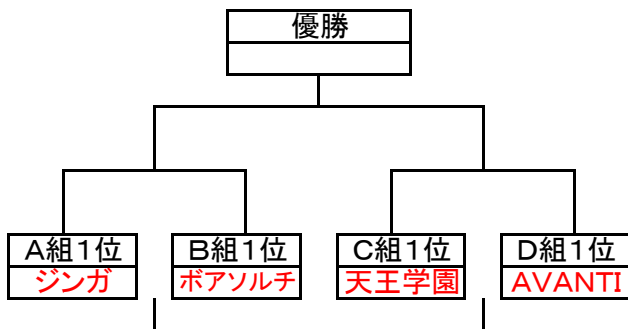 優勝
A組1位
B組1位
C組1位
D組1位
ジンガ
ボアソルチ
天王学園
AVANTI